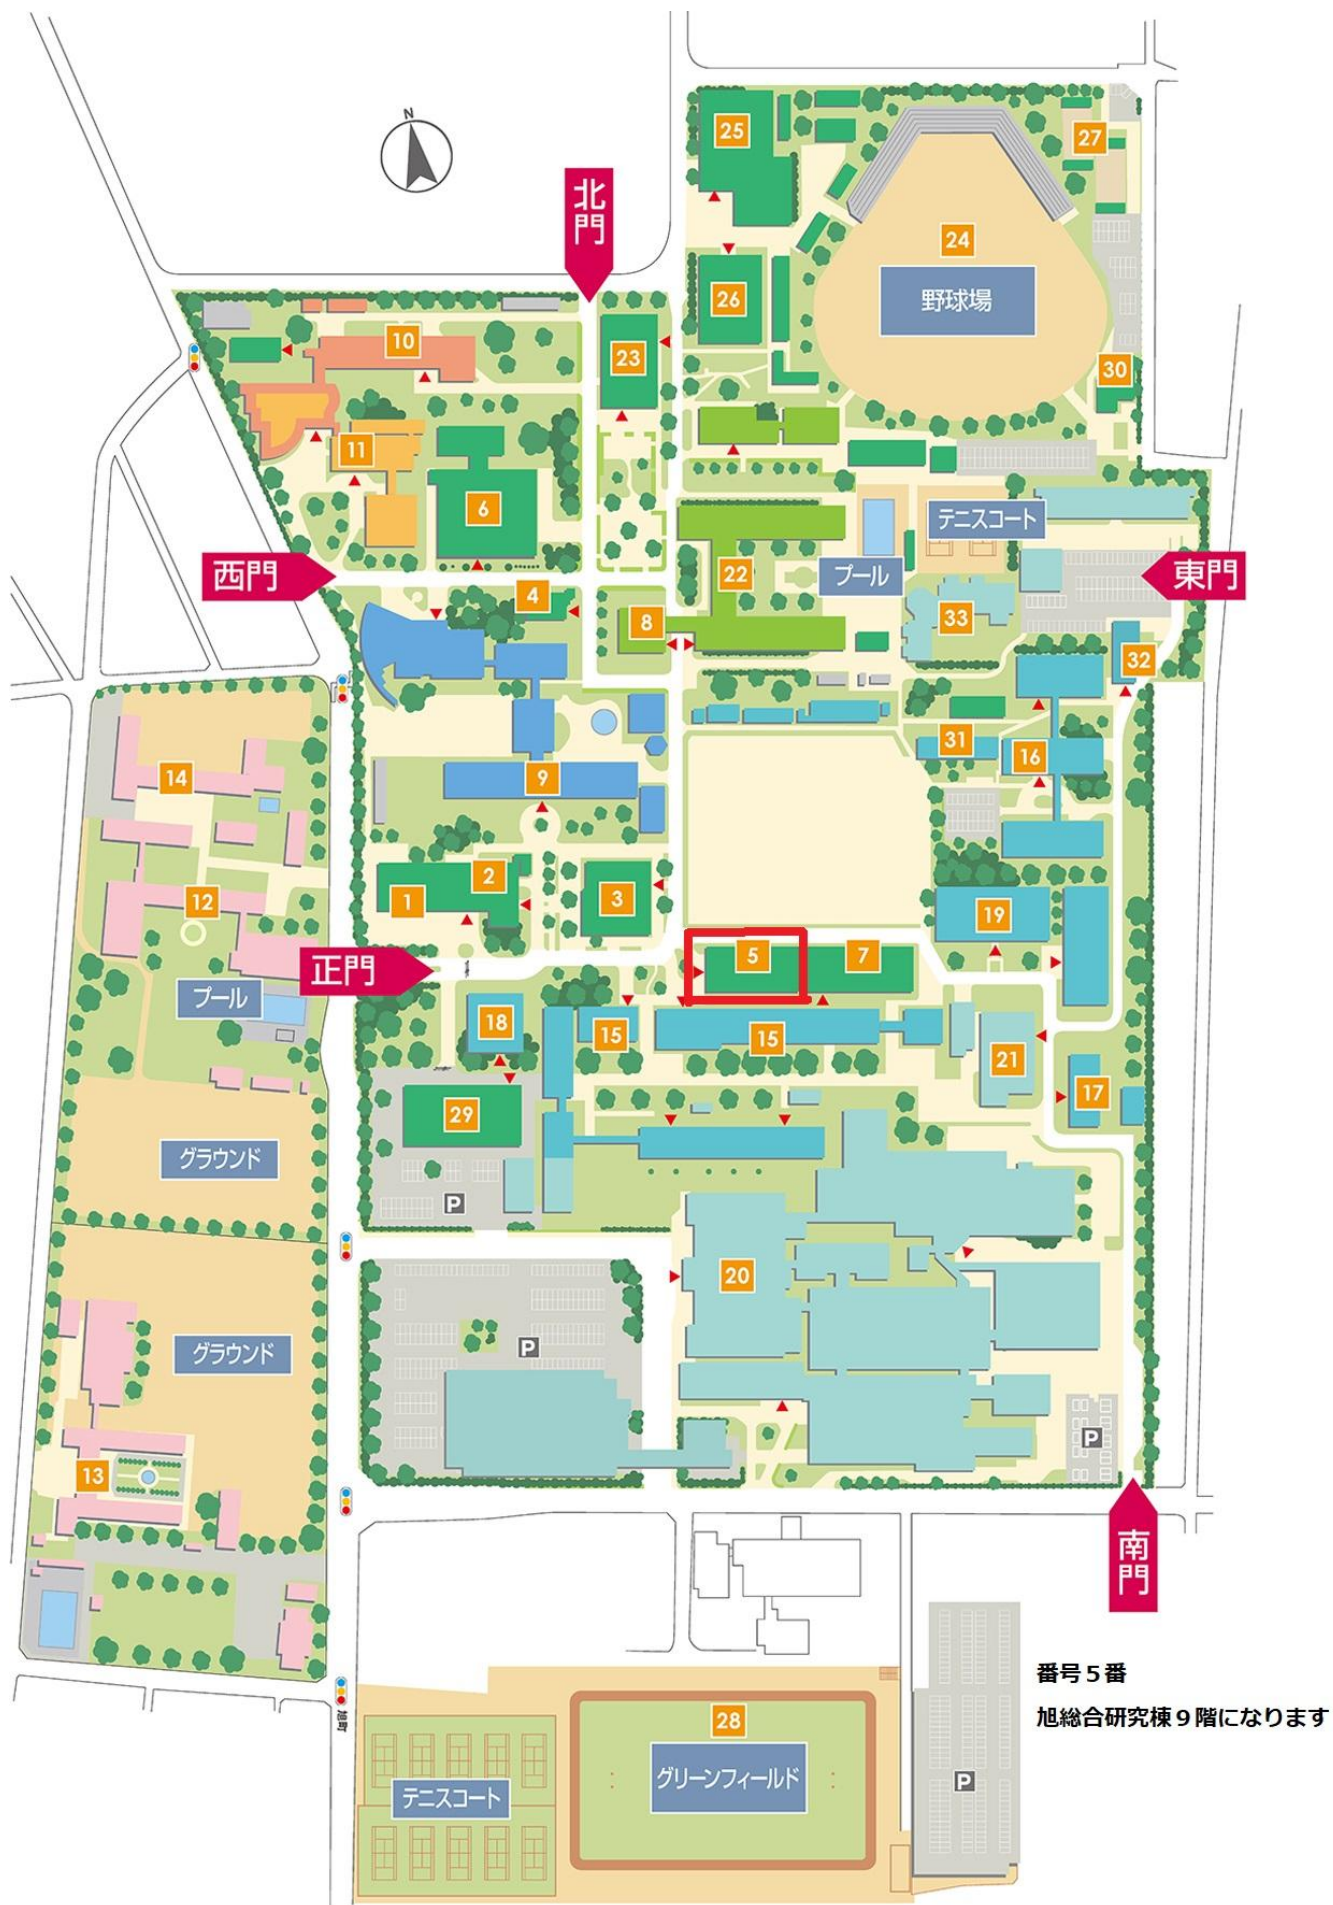 N
北
門
25
27
24
野球場
26
10
23
30
11
6
テニスコート
西門
4
22
プール
東門
8
33
32
14
9
31
16
12
1
2
3
19
正門
5
7
プール
18
15
15
21
17
29
グラウンド
P
20
グラウンド
P
13
P
南
門
番号５番
旭総合研究棟９階になります
旭町
28
グリーンフィールド
テニスコート
P